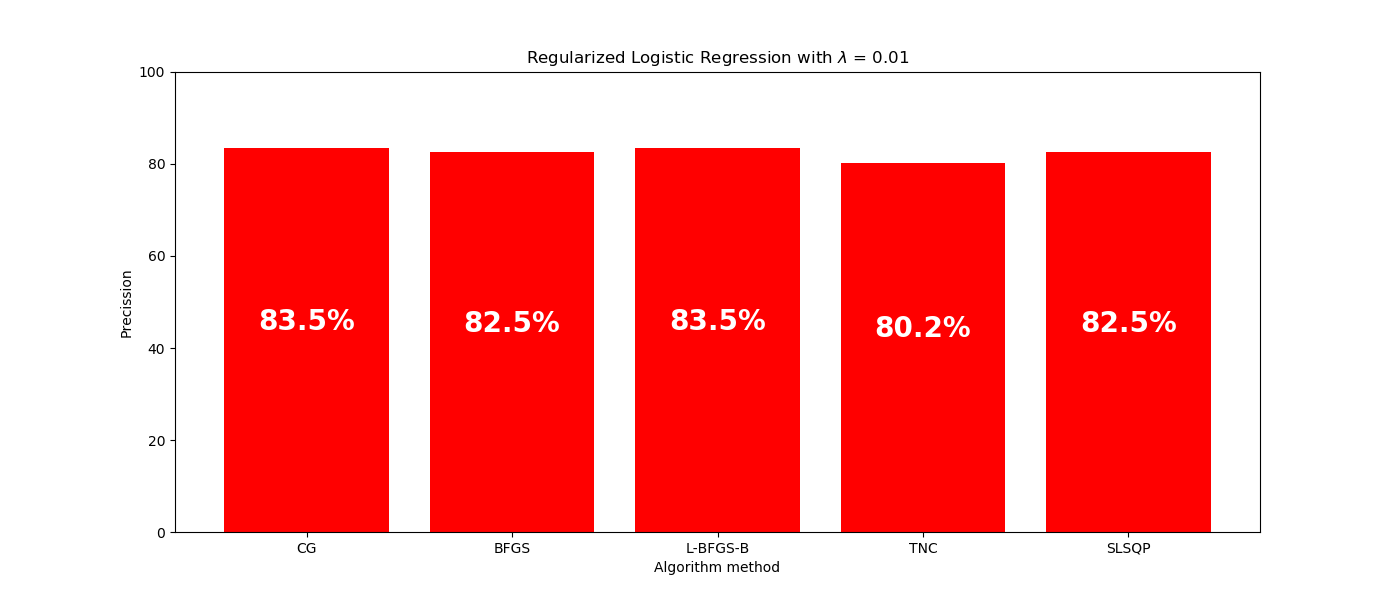 Regularized Logistic Regression with λ = 0.01
100
80
60
40
20
0
Precission
83.5%
82.5%
83.5%
80.2%
82.5%
CG
BFGS
L-BFGS-B
TNC
SLSQP
Algorithm method